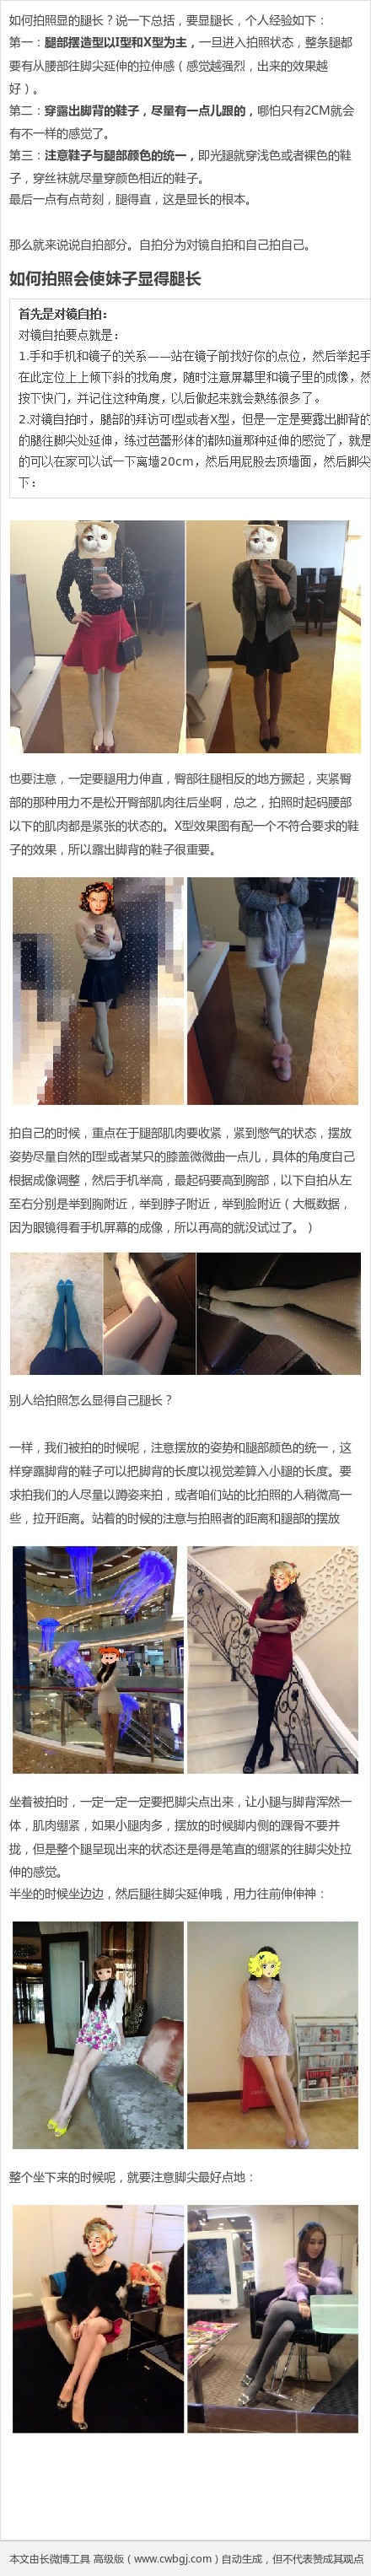 如何拍照显的腿长？说一下总括，要显腿长，个人经验如下：
第一：腿部摆造型以I型和X型为主，一旦进入拍照状态，整条腿都
要有从腰部往脚尖延伸的拉伸感（感觉越强烈，出来的效果越
好）。
第二：穿露出脚背的鞋子，尽量有一点儿跟的，哪怕只有2CM就会
有不一样的感觉了。
第三：注意鞋子与腿部颜色的统一，即光腿就穿浅色或者裸色的鞋
子，穿丝袜就尽量穿颜色相近的鞋子。
最后一点有点苛刻，腿得直，这是显长的根本。
那么就来说说自拍部分。自拍分为对镜自拍和自己拍自己。
如何拍照会使妹子显得腿长
首先是对镜自拍：
对镜自拍要点就是：
1.手和手机和镜子的关系——站在镜子前找好你的点位，然后举起手
在此定位上上倾下斜的找角度，随时注意屏幕里和镜子里的成像，然
按下快门，并记住这种角度，以后做起来就会熟练很多了。
2.对镜自拍时，腿部的拜访可I型或者X型，但是一定是要露出脚背的
的腿往脚尖处延伸，练过芭蕾形体的都知道那种延伸的感觉了，就是
的可以在家可以试一下离墙20cm，然后用屁股去顶墙面，然后脚尖
下：
也要注意，一定要腿用力伸直，臀部往腿相反的地方撅起，夹紧臀
部的那种用力不是松开臀部肌肉往后坐啊，总之，拍照时起码腰部
以下的肌肉都是紧张的状态的。X型效果图有配一个不符合要求的鞋
子的效果，所以露出脚背的鞋子很重要。
拍自己的时候，重点在于腿部肌肉要收紧，紧到憋气的状态，摆放
姿势尽量自然的I型或者某只的膝盖微微曲一点儿，具体的角度自己
根据成像调整，然后手机举高，最起码要高到胸部，以下自拍从左
至右分别是举到胸附近，举到脖子附近，举到脸附近（大概数据，
因为眼镜得看手机屏幕的成像，所以再高的就没试过了。）
别人给拍照怎么显得自己腿长？
一样，我们被拍的时候呢，注意摆放的姿势和腿部颜色的统一，这
样穿露脚背的鞋子可以把脚背的长度以视觉差算入小腿的长度。要
求拍我们的人尽量以蹲姿来拍，或者咱们站的比拍照的人稍微高一
些，拉开距离。站着的时候的注意与拍照者的距离和腿部的摆放
坐着被拍时，一定一定一定要把脚尖点出来，让小腿与脚背浑然一
体，肌肉绷紧，如果小腿肉多，摆放的时候脚内侧的踝骨不要并
拢，但是整个腿呈现出来的状态还是得是笔直的绷紧的往脚尖处拉
伸的感觉。
半坐的时候坐边边，然后腿往脚尖延伸哦，用力往前伸伸神：
整个坐下来的时候呢，就要注意脚尖最好点地：
本文由长微博工具 高级版（www.cwbgj.com）自动生成，但不代表赞成其观点